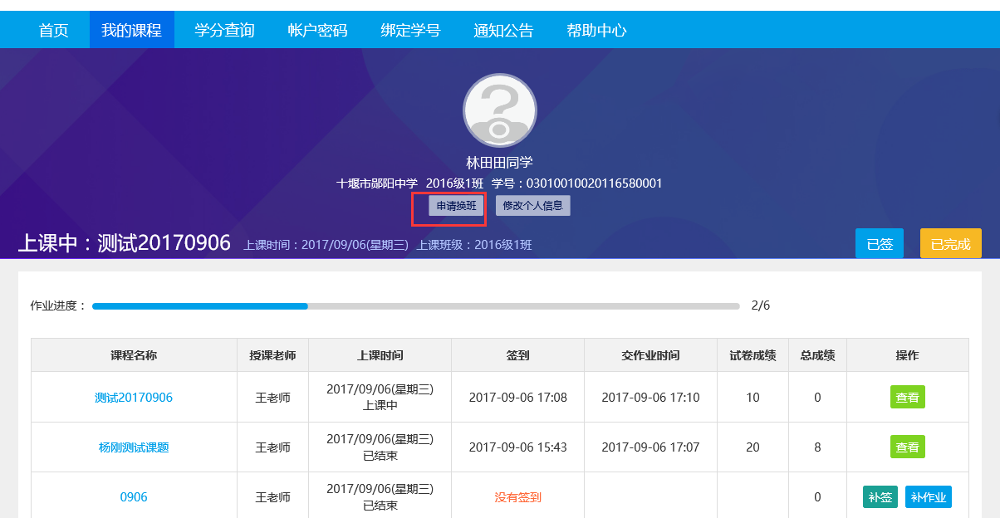 首页 我的课程 学分查询 帐户密码 绑定学号 通知公告 帮助中心
林田田同学
十堰市郧阳中学 2016级1班 学号：03010010020116580001
申请换班 修改个人信息
上课中：测试20170906 上课时间：2017/09/06(星期三) 上课班级：2016级1班 已签 已完成
作业进度： 2/6
课程名称 授课老师 上课时间 签到 交作业时间 试卷成绩 总成绩 操作
测试20170906 王老师 2017/09/06(星期三) 2017-09-06 17:08 2017-09-06 17:10 10 0 查看
上课中
杨刚测试课题 王老师 2017/09/06(星期三) 2017-09-06 15:43 2017-09-06 17:07 20 8 查看
已结束
0906 王老师 2017/09/06(星期三) 没有签到 0 补签 补作业
已结束